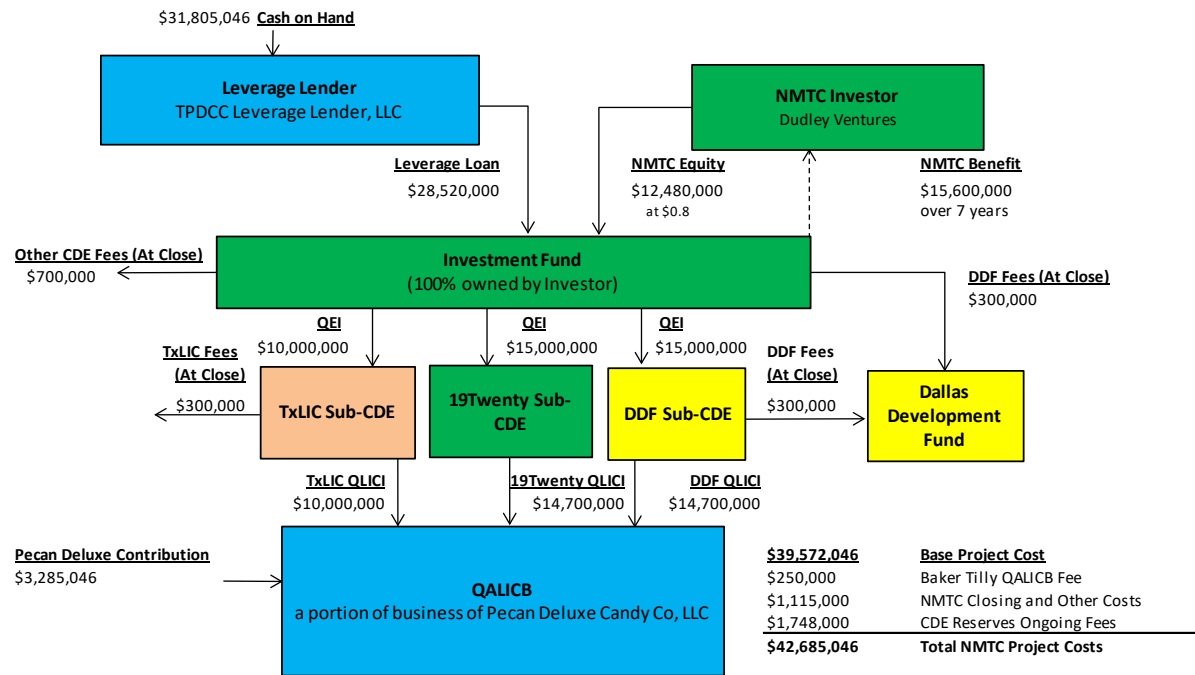 $31,805,046 Cash on Hand
Leverage Lender
TPDCC Leverage Lender, LLC
NMTC Investor
Dudley Ventures
Leverage Loan
$28,520,000
NMTC Equity
$12,480,000
at $0.8
NMTC Benefit
$15,600,000
over 7 years
Other CDE Fees (At Close)
$700,000
Investment Fund
(100% owned by Investor)
DDF Fees (At Close)
$300,000
QEI
$10,000,000
QEI
$15,000,000
QEI
$15,000,000
TxLIC Fees
(At Close)
$300,000
TxLIC Sub-CDE
19Twenty Sub-
CDE
DDF Sub-CDE
DDF Fees
(At Close)
$300,000
Dallas
Development
Fund
TxLIC QLICI
$10,000,000
19Twenty QLICI
$14,700,000
DDF QLICI
$14,700,000
Pecan Deluxe Contribution
$3,285,046
QALICB
a portion of business of Pecan Deluxe Candy Co, LLC
$39,572,046 Base Project Cost
$250,000 Baker Tilly QALICB Fee
$1,115,000 NMTC Closing and Other Costs
$1,748,000 CDE Reserves Ongoing Fees
$42,685,046 Total NMTC Project Costs